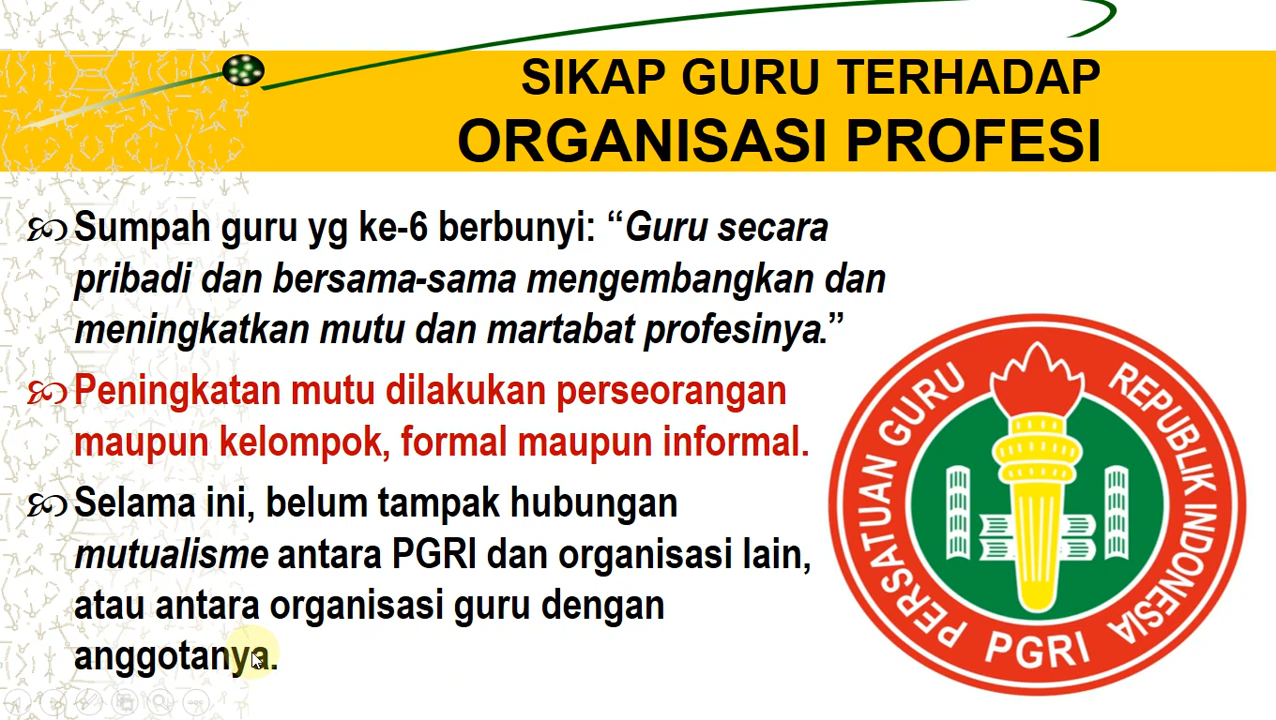 SIKAP GURU TERHADAP
ORGANISASI PROFESI
Sumpah guru yg ke-6 berbunyi: “Guru secara
pribadi dan bersama-sama mengembangkan dan
meningkatkan mutu dan martabat profesinya.”
Peningkatan mutu dilakukan perseorangan
maupun kelompok, formal maupun informal.
Selama ini, belum tampak hubungan
mutualisme antara PGRI dan organisasi lain,
atau antara organisasi guru dengan
anggotanya.
PERSATUAN GURU REPUBLIK INDONESIA
PGRI